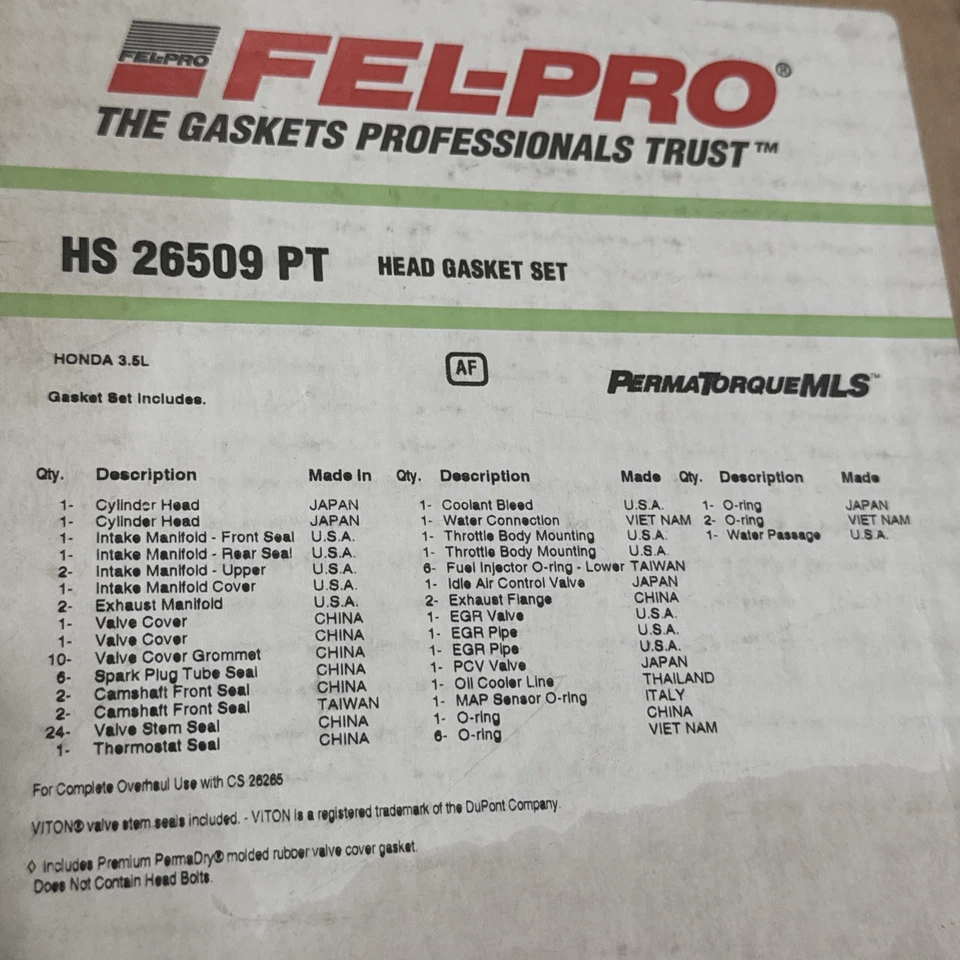 FEL-PRO
FEL-PRO®
THE GASKETS PROFESSIONALS TRUST™
HS 26509 PT HEAD GASKET SET
HONDA 3.5L
AF
PERMATORQUEMLS™
Gasket Set Includes.
Qty. Description Made In
1- Cylinder Head JAPAN
1- Cylinder Head JAPAN
1- Intake Manifold - Front Seal U.S.A.
1- Intake Manifold - Rear Seal U.S.A.
2- Intake Manifold - Upper U.S.A.
1- Intake Manifold Cover U.S.A.
2- Exhaust Manifold U.S.A.
1- Valve Cover CHINA
1- Valve Cover CHINA
10- Valve Cover Grommet CHINA
6- Spark Plug Tube Seal CHINA
2- Camshaft Front Seal CHINA
2- Camshaft Front Seal TAIWAN
24- Valve Stem Seal CHINA
1- Thermostat Seal CHINA
Qty. Description Made
1- Coolant Bleed U.S.A.
1- Water Connection VIET NAM
1- Throttle Body Mounting U.S.A.
1- Throttle Body Mounting U.S.A.
6- Fuel Injector O-ring - Lower TAIWAN
1- Idle Air Control Valve JAPAN
2- Exhaust Flange CHINA
1- EGR Valve U.S.A.
1- EGR Pipe U.S.A.
1- EGR Pipe U.S.A.
1- PCV Valve JAPAN
1- Oil Cooler Line THAILAND
1- MAP Sensor O-ring ITALY
1- O-ring CHINA
6- O-ring VIET NAM
Qty. Description Made
1- O-ring JAPAN
2- O-ring VIET NAM
1- Water Passage U.S.A.
For Complete Overhaul Use with CS 26265
VITON® valve stem seals included. - VITON is a registered trademark of the DuPont Company.
◊ Includes Premium PermaDry® molded rubber valve cover gasket.
Does Not Contain Head Bolts.